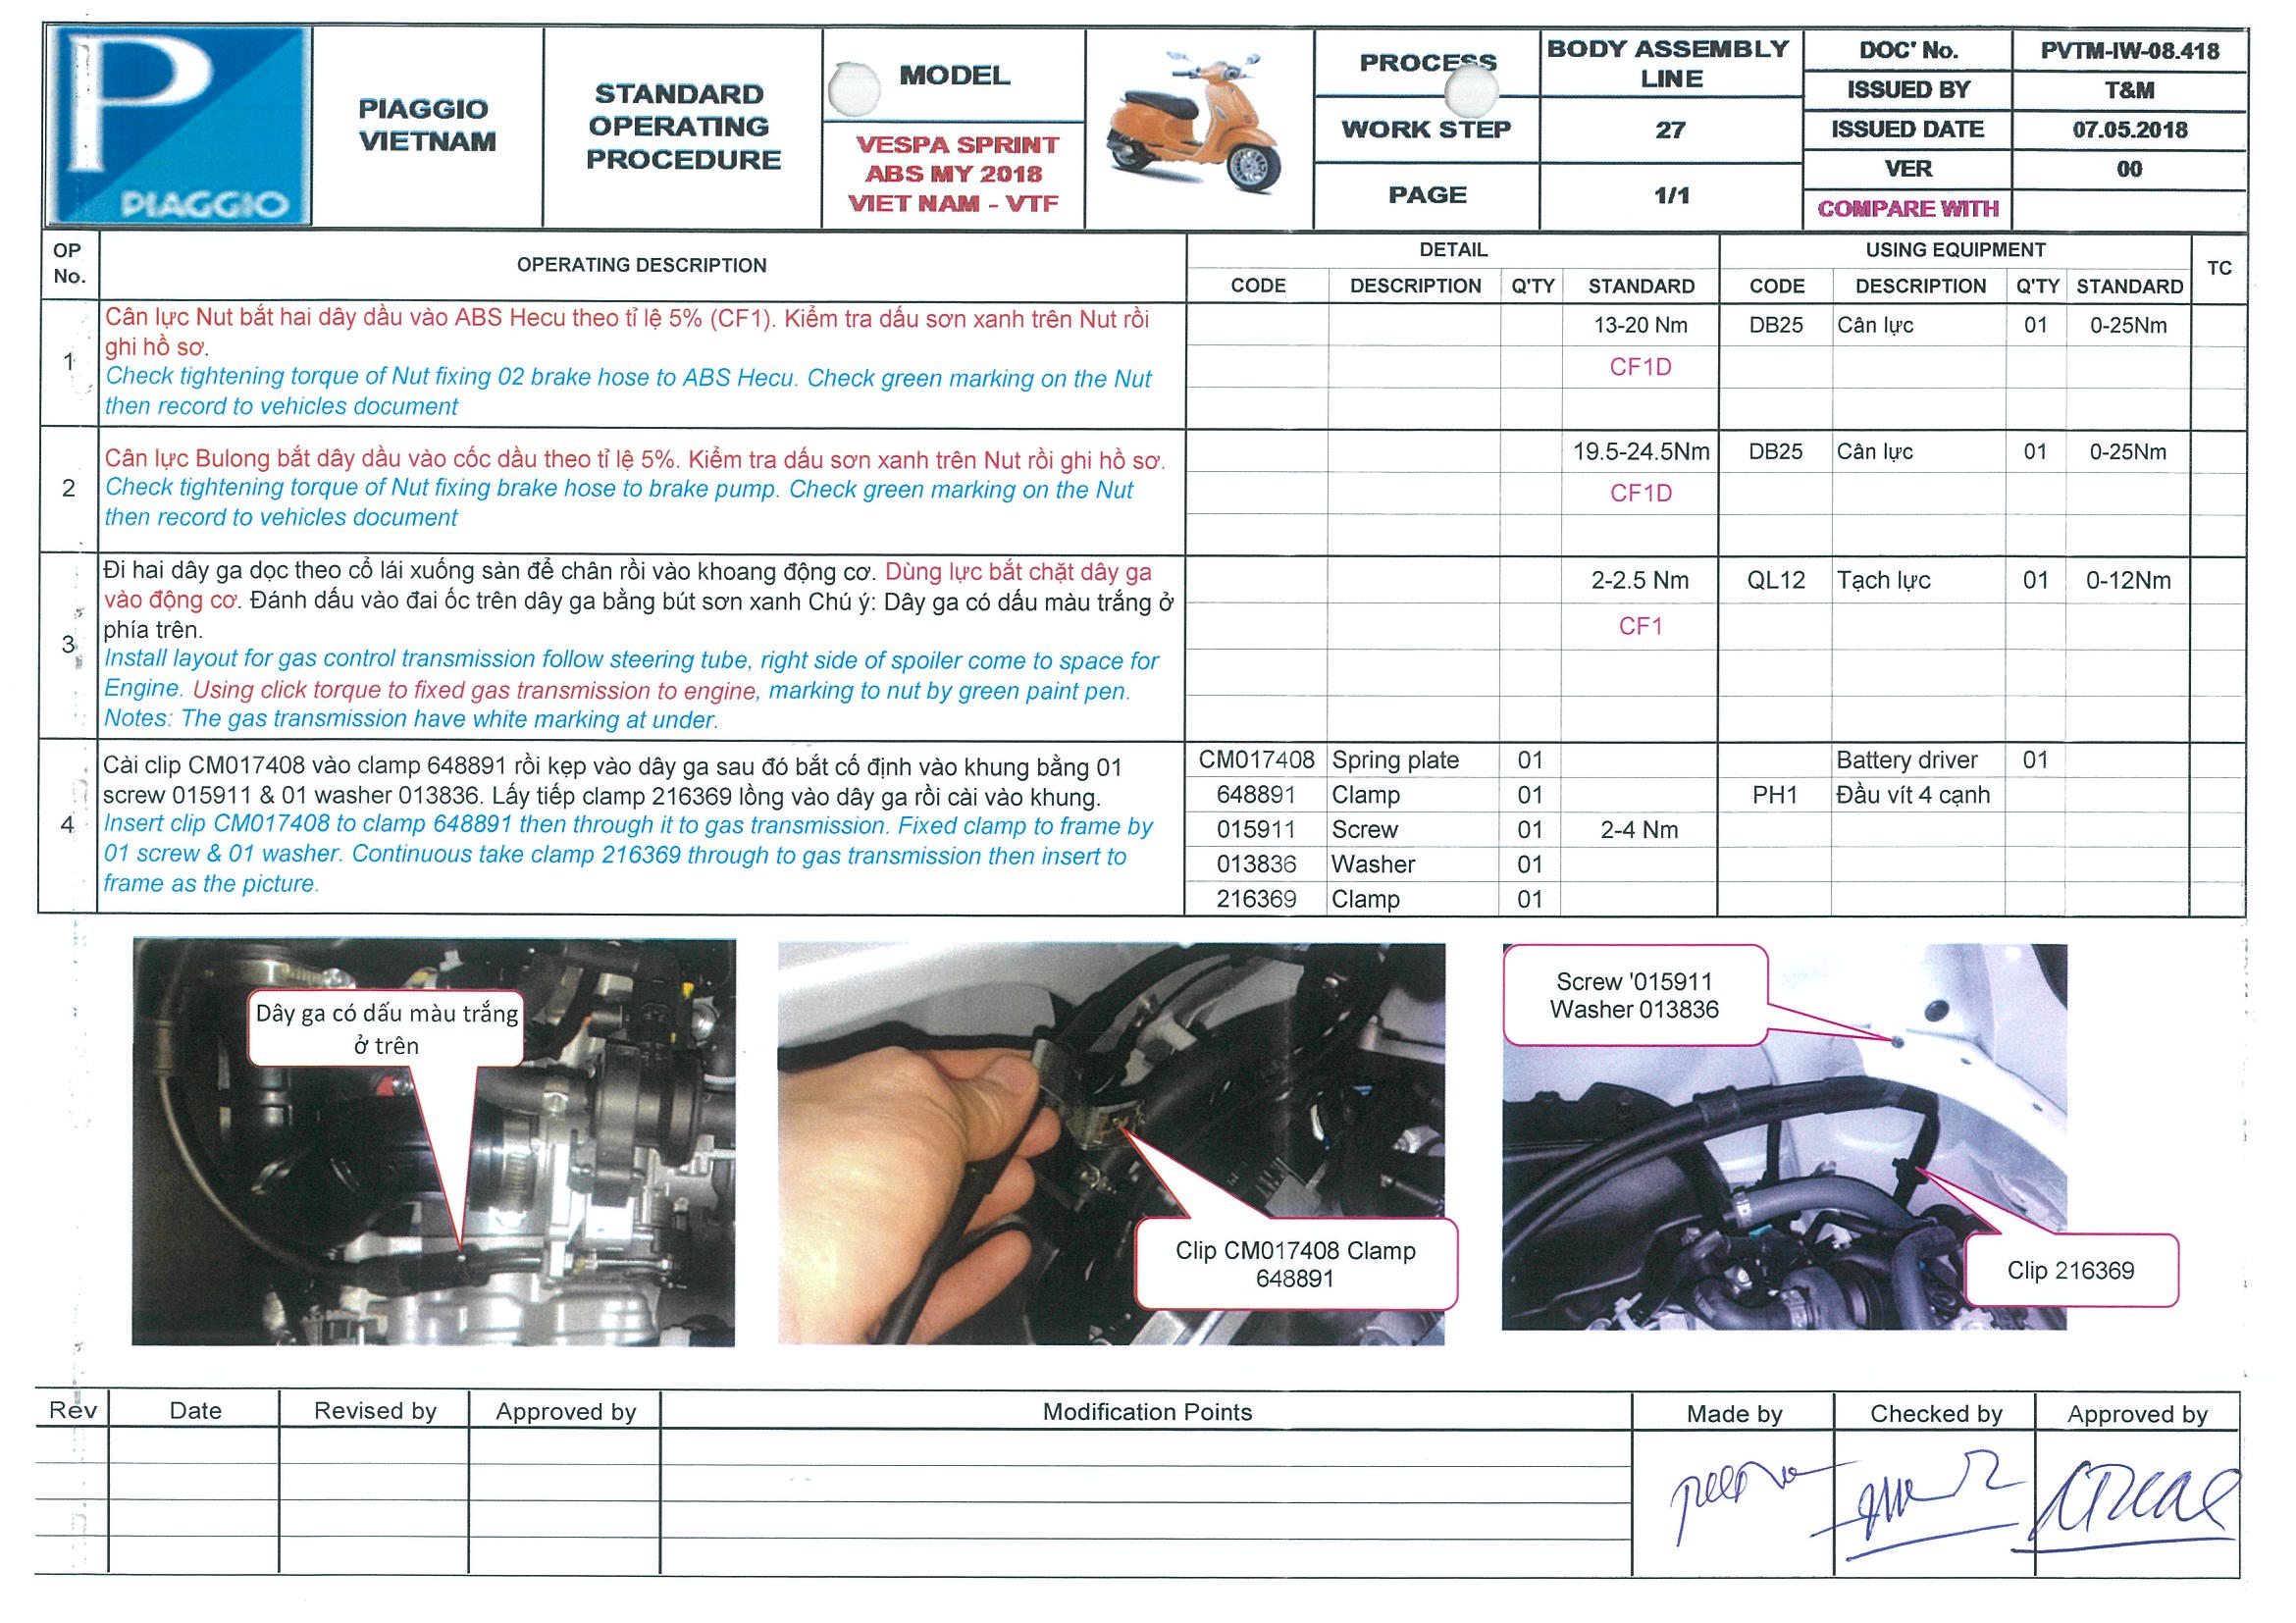 P
PIAGGIO
PIAGGIO
VIETNAM
STANDARD
OPERATING
PROCEDURE
MODEL
VESPA SPRINT
ABS MY 2018
VIET NAM - VTF
PROCESS
BODY ASSEMBLY
LINE
WORK STEP
27
PAGE
1/1
DOC' No.
PVTM-IW-08.418
ISSUED BY
T&M
ISSUED DATE
07.05.2018
VER
00
COMPARE WITH
OP
No.
OPERATING DESCRIPTION
DETAIL
USING EQUIPMENT
TC
CODE DESCRIPTION Q'TY STANDARD CODE DESCRIPTION Q'TY STANDARD
1
Cân lực Nut bắt hai dây dầu vào ABS Hecu theo tỉ lệ 5% (CF1). Kiểm tra dấu sơn xanh trên Nut rồi
ghi hồ sơ.
Check tightening torque of Nut fixing 02 brake hose to ABS Hecu. Check green marking on the Nut
then record to vehicles document
13-20 Nm DB25 Cân lực 01 0-25Nm
CF1D
2
Cân lực Bulong bắt dây dầu vào cốc dầu theo tỉ lệ 5%. Kiểm tra dấu sơn xanh trên Nut rồi ghi hồ sơ.
Check tightening torque of Nut fixing brake hose to brake pump. Check green marking on the Nut
then record to vehicles document
19.5-24.5Nm DB25 Cân lực 01 0-25Nm
CF1D
3
Đi hai dây ga dọc theo cổ lái xuống sàn để chân rồi vào khoang động cơ. Dùng lực bắt chặt dây ga
vào động cơ. Đánh dấu vào đai ốc trên dây ga bằng bút sơn xanh Chú ý: Dây ga có dấu màu trắng ở
phía trên.
Install layout for gas control transmission follow steering tube, right side of spoiler come to space for
Engine. Using click torque to fixed gas transmission to engine, marking to nut by green paint pen.
Notes: The gas transmission have white marking at under.
2-2.5 Nm QL12 Tạch lực 01 0-12Nm
CF1
4
Cài clip CM017408 vào clamp 648891 rồi kẹp vào dây ga sau đó bắt cố định vào khung bằng 01
screw 015911 & 01 washer 013836. Lấy tiếp clamp 216369 lồng vào dây ga rồi cài vào khung.
Insert clip CM017408 to clamp 648891 then through it to gas transmission. Fixed clamp to frame by
01 screw & 01 washer. Continuous take clamp 216369 through to gas transmission then insert to
frame as the picture.
CM017408 Spring plate 01 Battery driver 01
648891 Clamp 01 PH1 Đầu vít 4 cạnh
015911 Screw 01 2-4 Nm
013836 Washer 01
216369 Clamp 01
Dây ga có dấu màu trắng
ở trên
Clip CM017408 Clamp
648891
Screw '015911
Washer 013836
Clip 216369
Rev Date Revised by Approved by Modification Points Made by Checked by Approved by